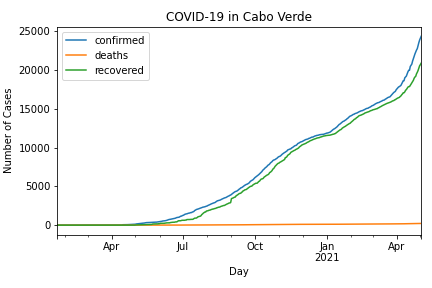 COVID-19 in Cabo Verde
confirmed
deaths
recovered
Number of Cases
25000
20000
15000
10000
5000
0
Apr
Jul
Oct
Jan
2021
Apr
Day